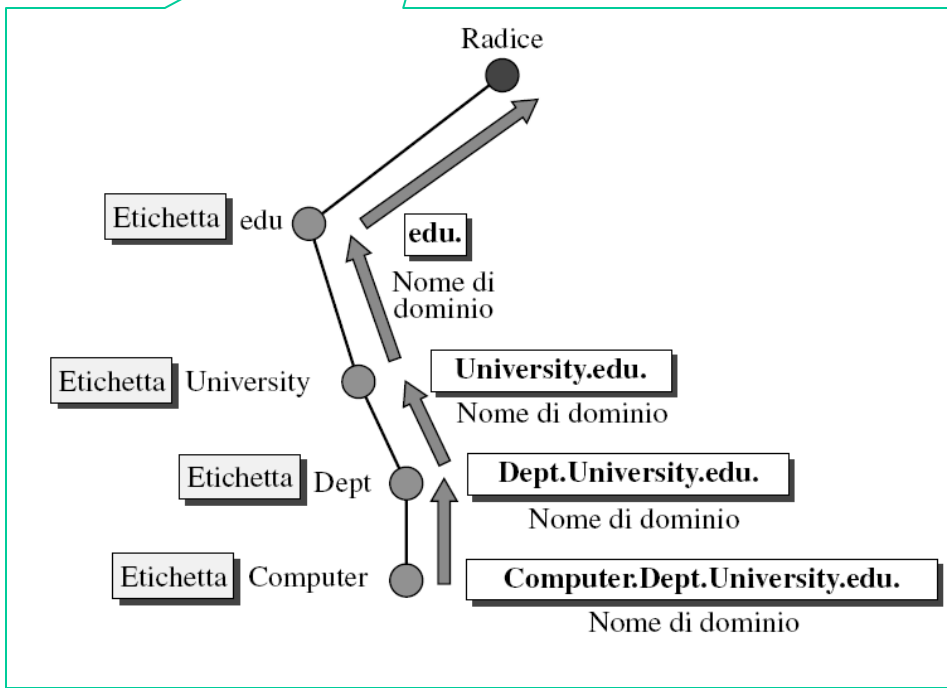 Radice
Etichetta edu
edu.
Nome di
dominio
Etichetta University
University.edu.
Nome di dominio
Etichetta Dept
Dept.University.edu.
Nome di dominio
Etichetta Computer
Computer.Dept.University.edu.
Nome di dominio